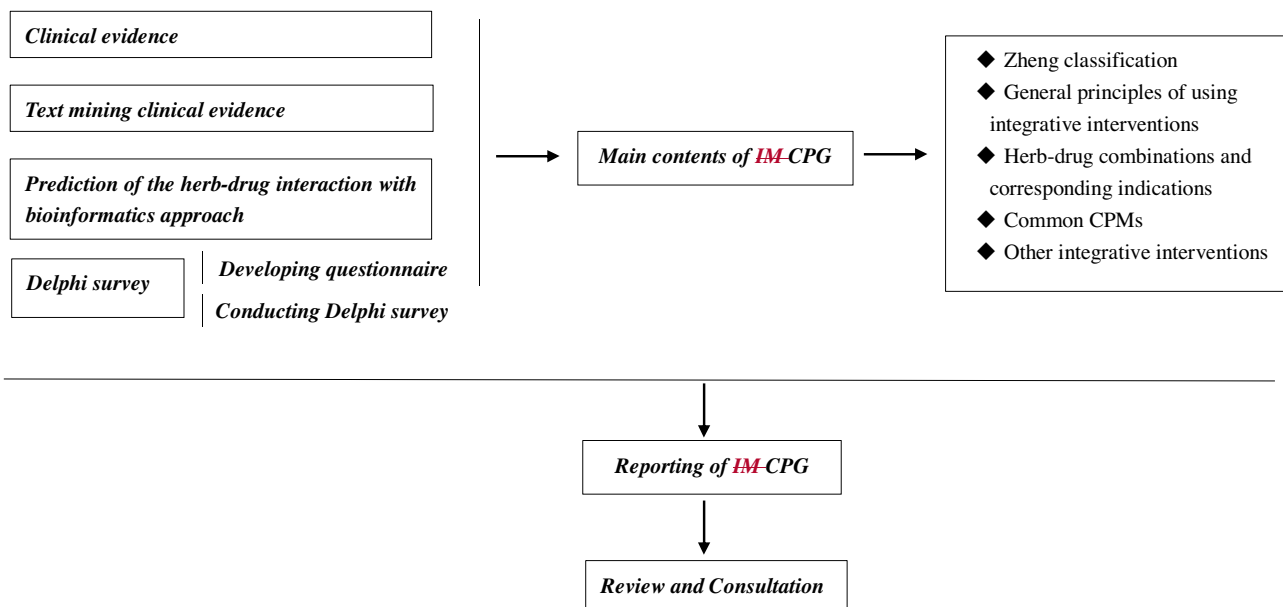 Clinical evidence
Text mining clinical evidence
Prediction of the herb-drug interaction with
bioinformatics approach
Delphi survey
Developing questionnaire
Conducting Delphi survey
Main contents of IM CPG
◆ Zheng classification
◆ General principles of using
integrative interventions
◆ Herb-drug combinations and
corresponding indications
◆ Common CPMs
◆ Other integrative interventions
Reporting of IM CPG
Review and Consultation